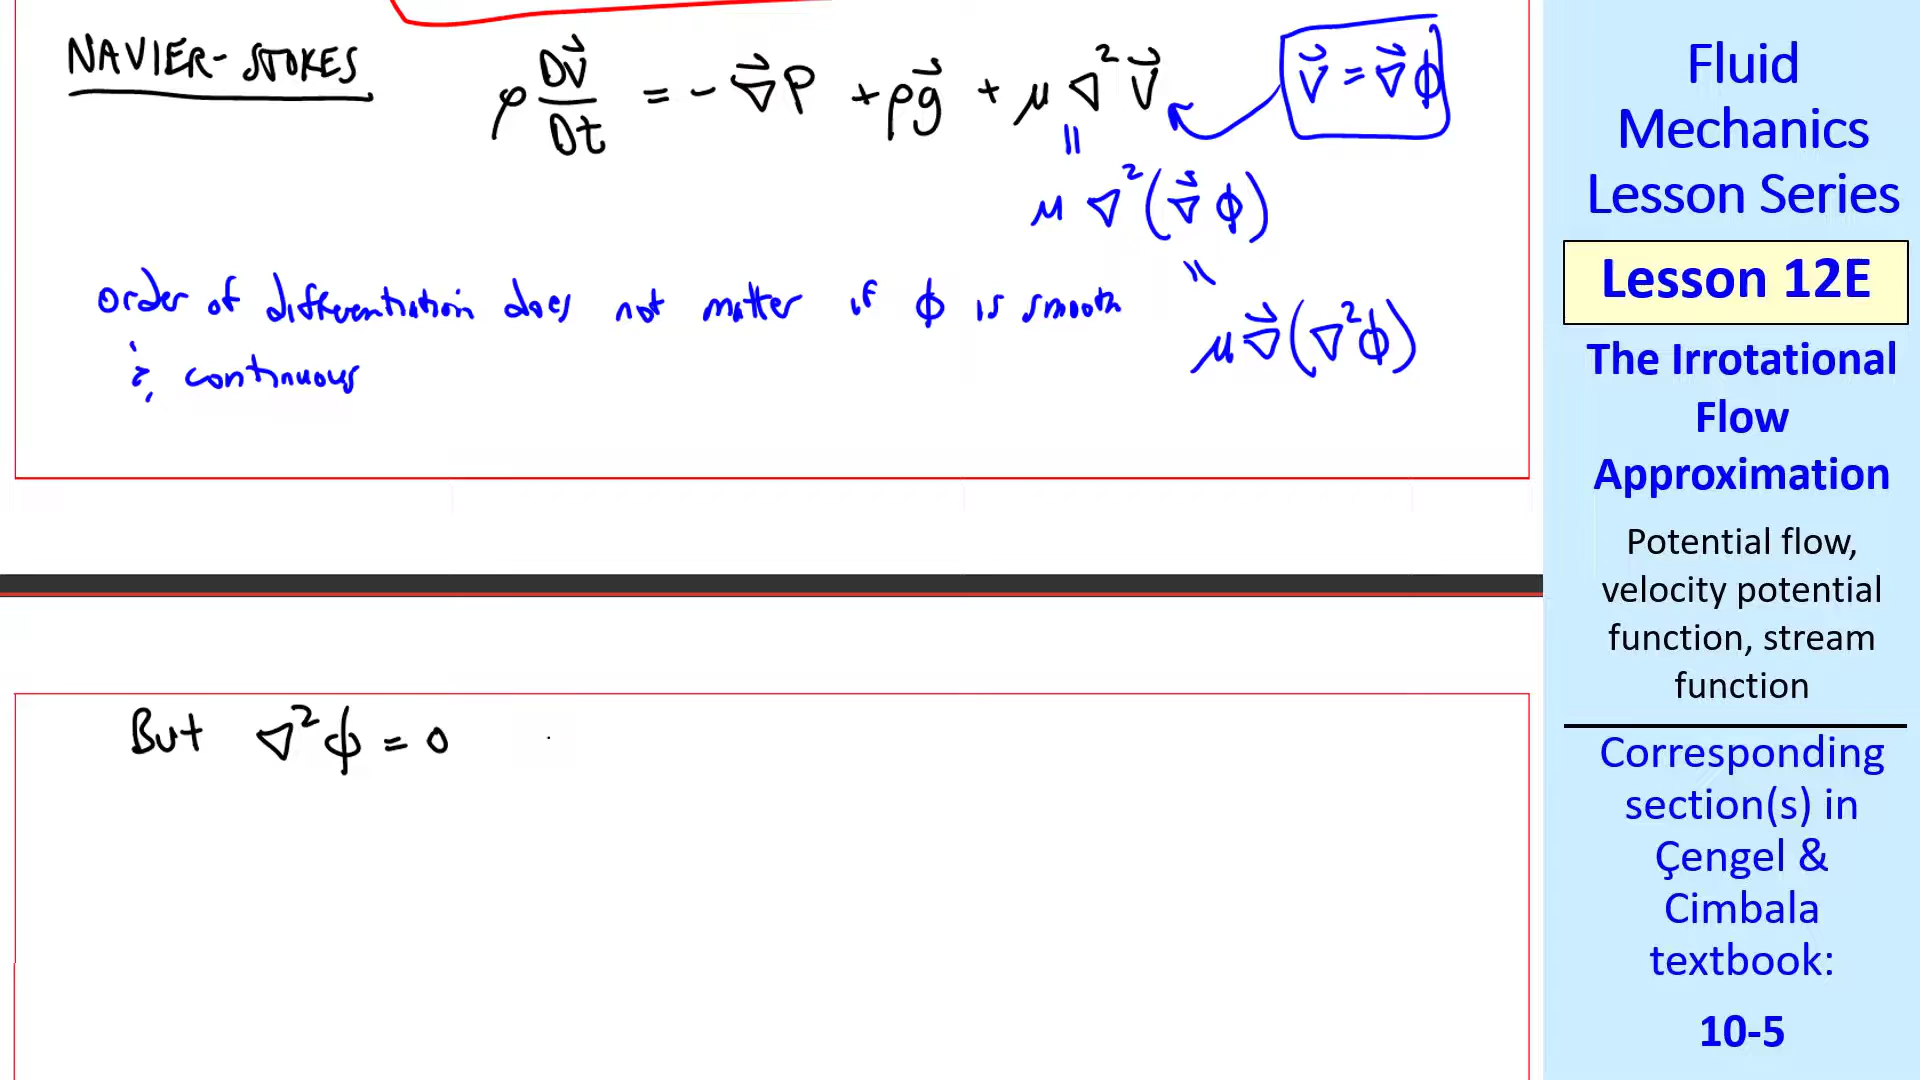 NAVIER-STOKES ρ DV⃗/Dt = -∇⃗P + ρg⃗ + μ∇²V⃗ V⃗ = ∇⃗ϕ
=
μ∇²(∇⃗ϕ)
=
order of differentiation does not matter if ϕ is smooth
μ∇⃗(∇²ϕ)
& continuous
But ∇²ϕ = 0
Fluid
Mechanics
Lesson Series
Lesson 12E
The Irrotational
Flow
Approximation
Potential flow,
velocity potential
function, stream
function
Corresponding
section(s) in
Çengel &
Cimbala
textbook:
10-5